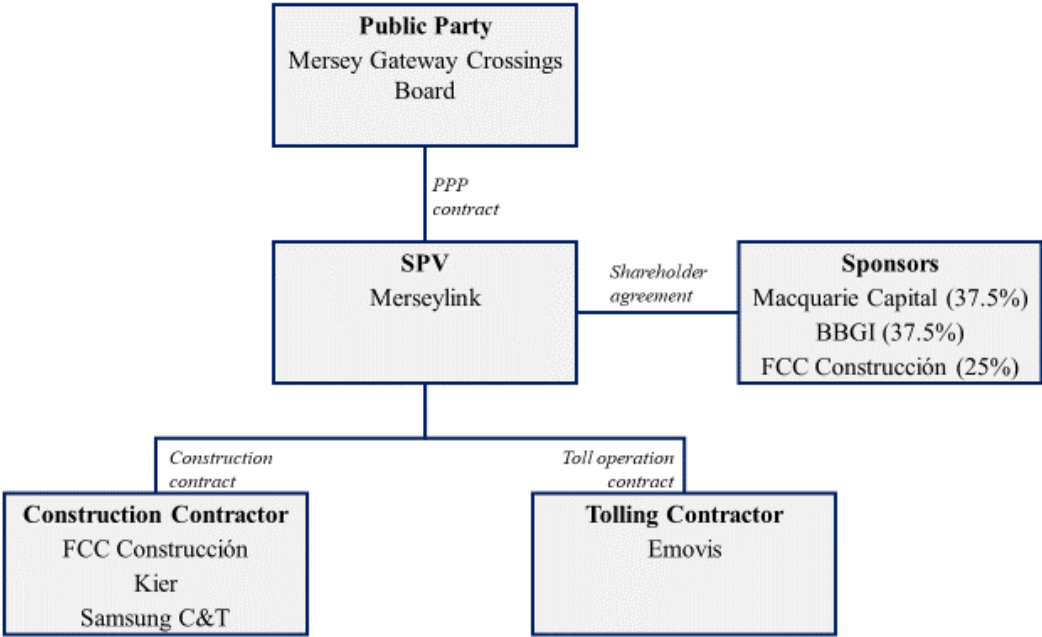 Public Party
Mersey Gateway Crossings
Board
PPP
contract
SPV
Merseylink
Shareholder
agreement
Sponsors
Macquarie Capital (37.5%)
BBGI (37.5%)
FCC Construcción (25%)
Construction
contract
Toll operation
contract
Construction Contractor
FCC Construcción
Kier
Samsung C&T
Tolling Contractor
Emovis